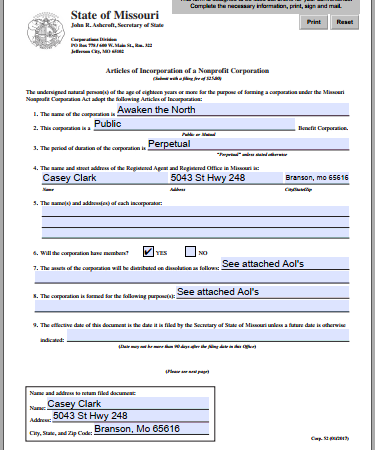 Complete the necessary information, print, sign and mail.
State of Missouri
John R. Ashcroft, Secretary of State
Print Reset
Corporations Division
PO Box 778 / 600 W. Main St., Rm. 322
Jefferson City, MO 65102
Articles of Incorporation of a Nonprofit Corporation
(Submit with a filing fee of $25.00)
The undersigned natural person(s) of the age of eighteen years or more for the purpose of forming a corporation under the Missouri
Nonprofit Corporation Act adopt the following Articles of Incorporation:
1. The name of the corporation is Awaken the North
2. This corporation is a Public Benefit Corporation.
Public or Mutual
3. The period of duration of the corporation is Perpetual
"Perpetual" unless stated otherwise
4. The name and street address of the Registered Agent and Registered Office in Missouri is:
Casey Clark 5043 St Hwy 248 Branson, mo 65616
Name Address City/State/Zip
5. The name(s) and address(es) of each incorporator:
6. Will the corporation have members? ✔ YES NO
7. The assets of the corporation will be distributed on dissolution as follows: See attached AoI's
8. The corporation is formed for the following purpose(s): See attached AoI's
9. The effective date of this document is the date it is filed by the Secretary of State of Missouri unless a future date is otherwise
indicated:
(Date may not be more than 90 days after the filing date in this Office)
(Please see next page)
Name and address to return filed document:
Name: Casey Clark
Address: 5043 St Hwy 248
City, State, and Zip Code: Branson, Mo 65616
Corp. 52 (01/2017)